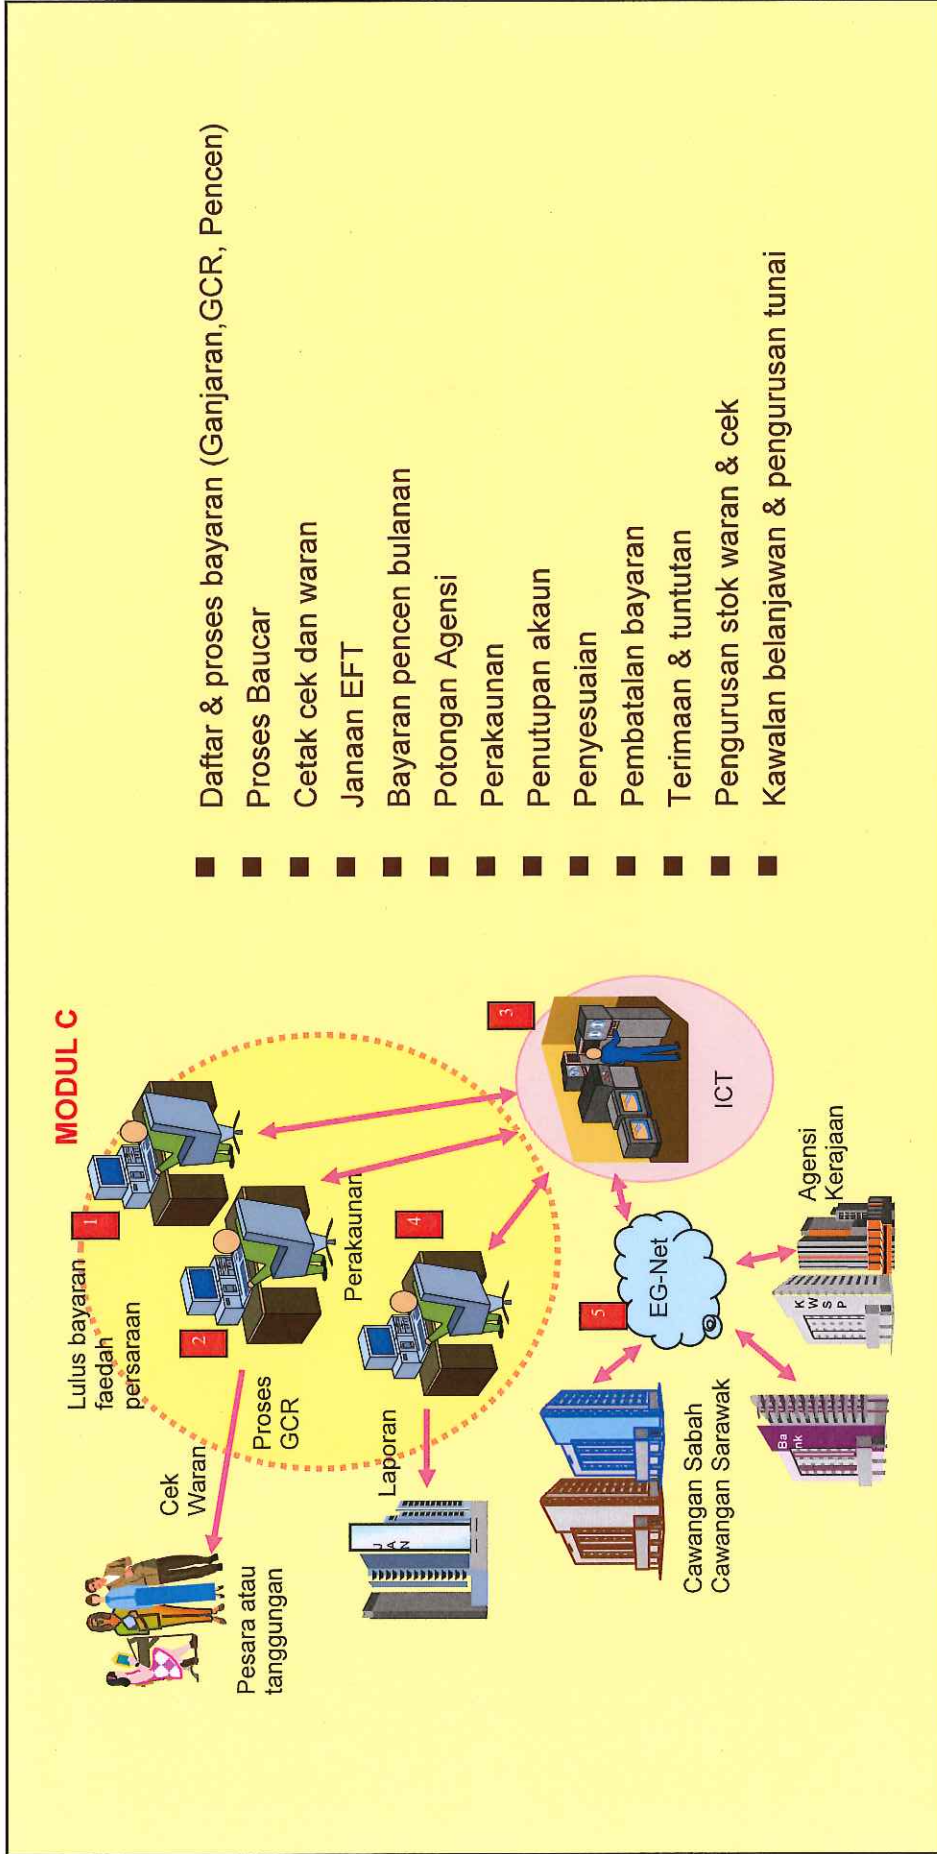 MODUL C
1
Lulus bayaran
faedah
persaraan
2
Proses
GCR
Cek
Waran
Pesara atau
tanggungan
Perakaunan
4
Laporan
J
A
N
3
ICT
5
EG-Net
Cawangan Sabah
Cawangan Sarawak
Ba
nk
K
W
S
P
Agensi
Kerajaan
Daftar & proses bayaran (Ganjaran,GCR, Pencen)
Proses Baucar
Cetak cek dan waran
Janaan EFT
Bayaran pencen bulanan
Potongan Agensi
Perakaunan
Penutupan akaun
Penyesuaian
Pembatalan bayaran
Terimaan & tuntutan
Pengurusan stok waran & cek
Kawalan belanjawan & pengurusan tunai